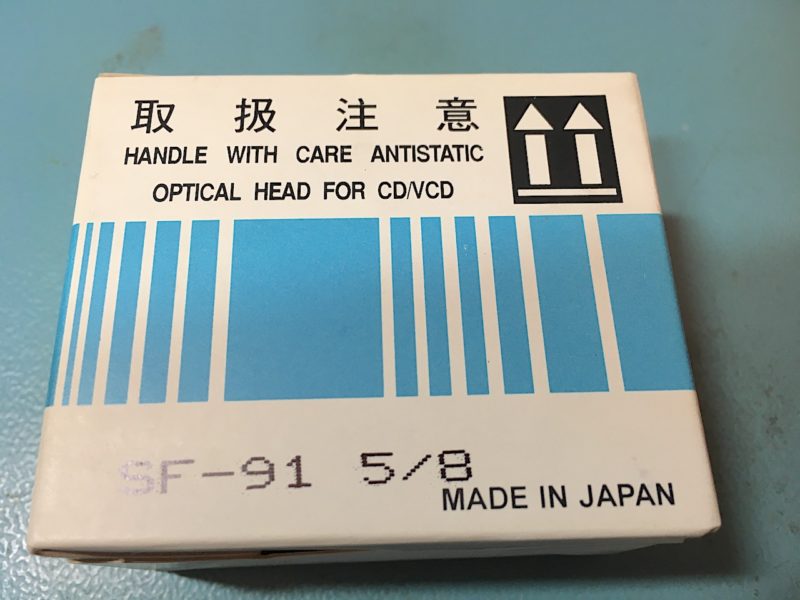 取扱注意
HANDLE WITH CARE ANTISTATIC
OPTICAL HEAD FOR CD/VCD
SF-91 5/8
MADE IN JAPAN